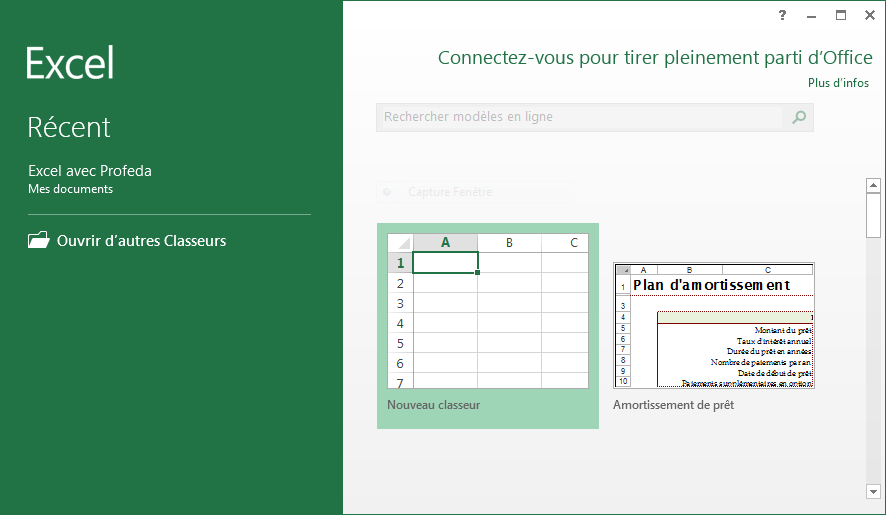 ?
Excel
Connectez-vous pour tirer pleinement parti d'Office
Plus d'infos
Rechercher modèles en ligne
Récent
Excel avec Profeda
Mes documents
Ouvrir d'autres Classeurs
Capture Fenêtre
A B C
1
2
3
4
5
6
7
Nouveau classeur
A B C
1 Plan d'amortissement
3
4 1
5 Montant du prêt
6 Taux d'intérêt annuel
7 Durée du prêt en années
8 Nombre de paiements par an
9 Date de début de prêt
10 Paiements supplémentaires en option
Amortissement de prêt